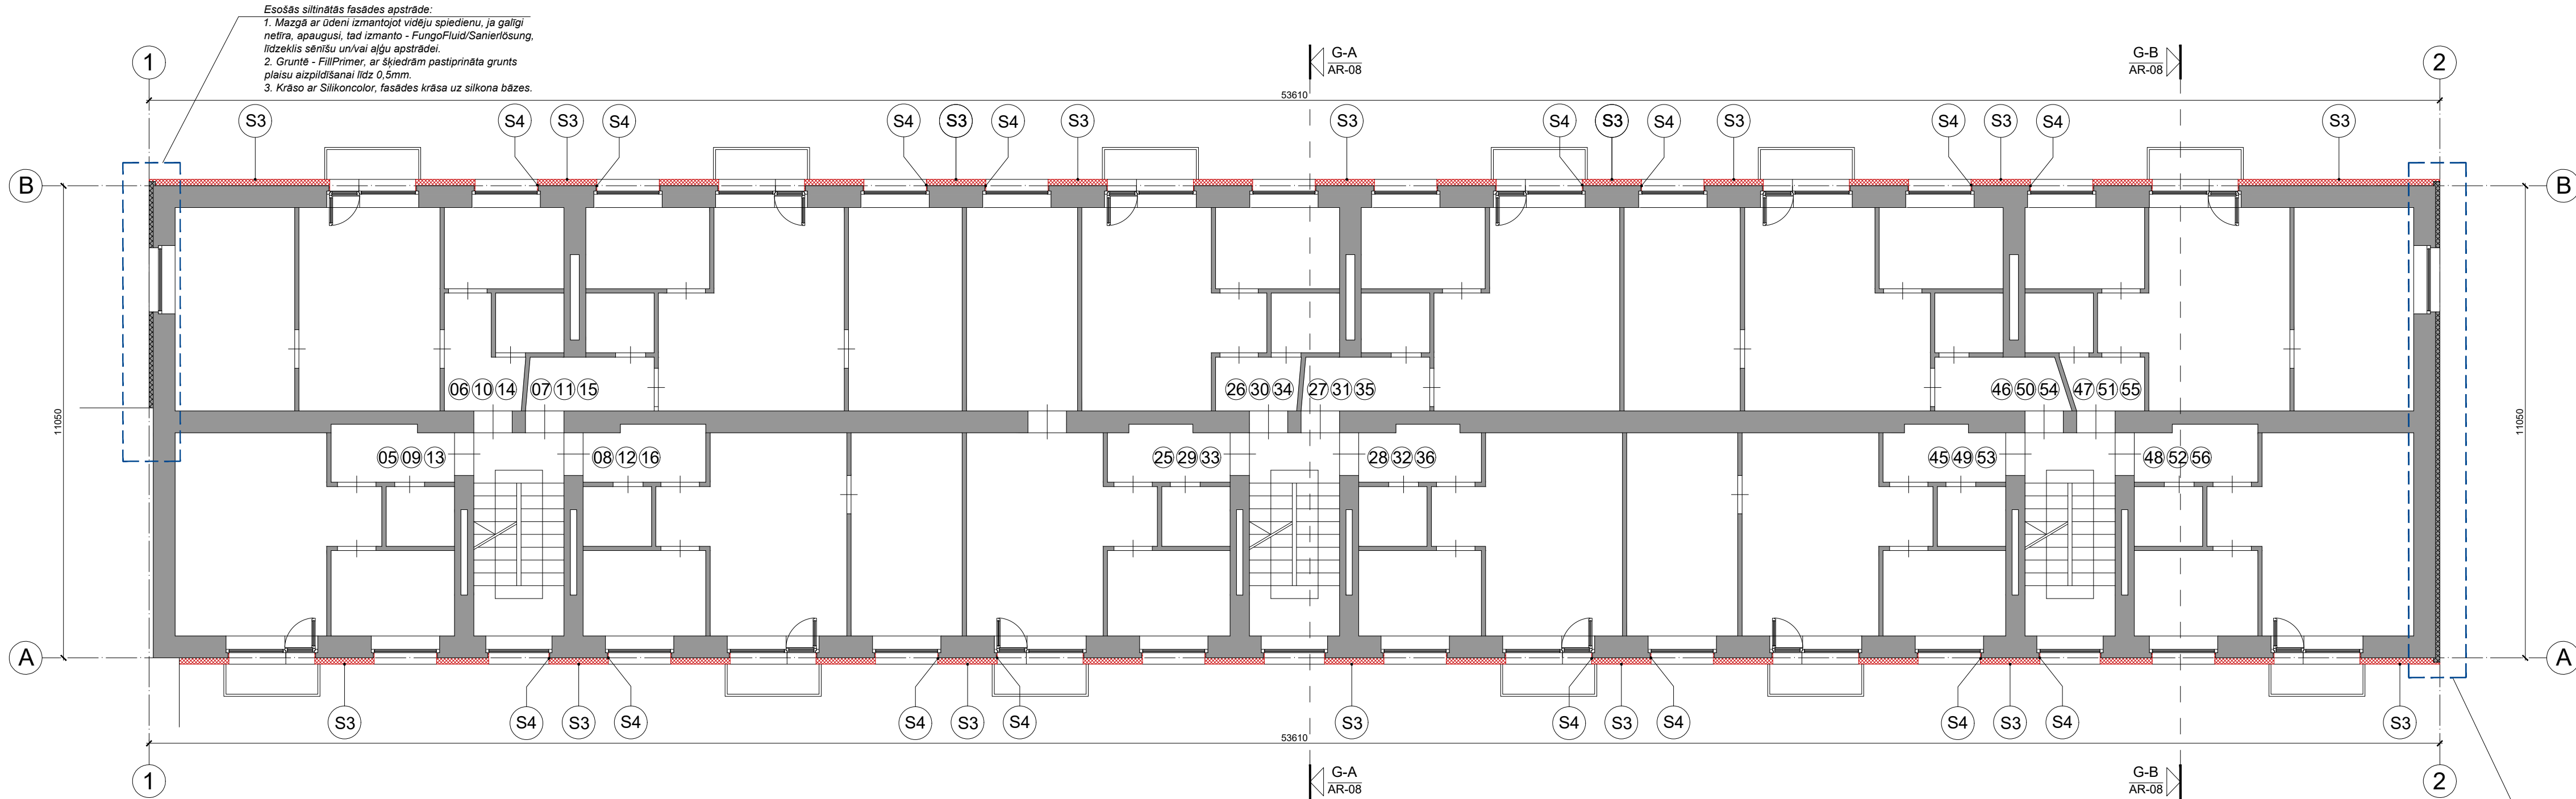 Esošās siltinātās fasādes apstrāde:
1. Mazgā ar ūdeni izmantojot vidēju spiedienu, ja galīgi
netīra, apaugusi, tad izmanto - FungoFluid/Sanierlösung,
līdzeklis sēnīšu un/vai aļģu apstrādei.
2. Gruntē - FillPrimer, ar šķiedrām pastiprināta grunts
plaisu aizpildīšanai līdz 0,5mm.
3. Krāso ar Silikoncolor, fasādes krāsa uz silkona bāzes.
1
G-A
AR-08
G-B
AR-08
2
53610
S3 S4 S3 S4 S4 S3 S4 S3 S3 S4 S3 S4 S3 S4 S3 S4 S3
B
B
06 10 14 07 11 15 26 30 34 27 31 35 46 50 54 47 51 55
11050
11050
05 09 13 08 12 16 25 29 33 28 32 36 45 49 53 48 52 56
A
A
S3 S4 S3 S4 S4 S3 S4 S3 S4 S3 S4 S4 S3 S4 S3
53610
1
G-A
AR-08
G-B
AR-08
2